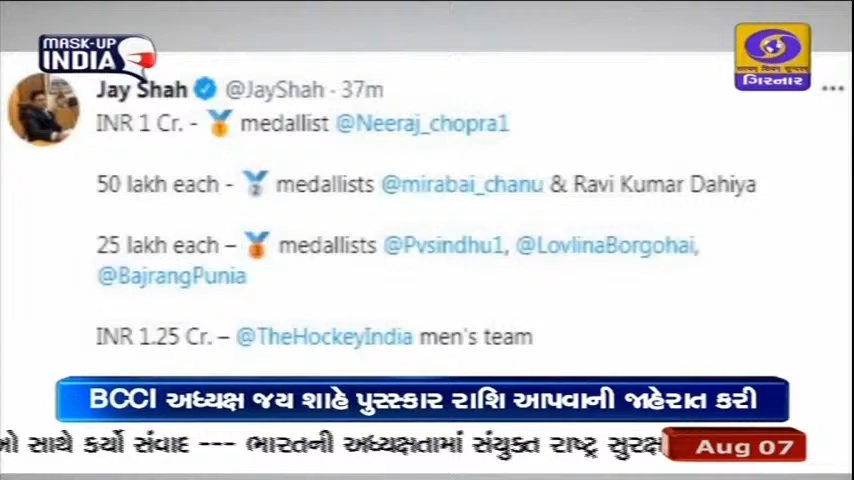 MASK-UP
INDIA
ગિરનાર
Jay Shah @JayShah · 37m
INR 1 Cr. - 🥇 medallist @Neeraj_chopra1
50 lakh each - 🥈 medallists @mirabai_chanu & Ravi Kumar Dahiya
25 lakh each – 🥉 medallists @Pvsindhu1, @LovlinaBorgohai,
@BajrangPunia
INR 1.25 Cr. – @TheHockeyIndia men's team
BCCI અધ્યક્ષ જય શાહે પુરસ્કાર રાશિ આપવાની જાહેરાત કરી
સાથે કર્યો સંવાદ --- ભારતની અધ્યક્ષતામાં સંયુક્ત રાષ્ટ્ર Aug 07